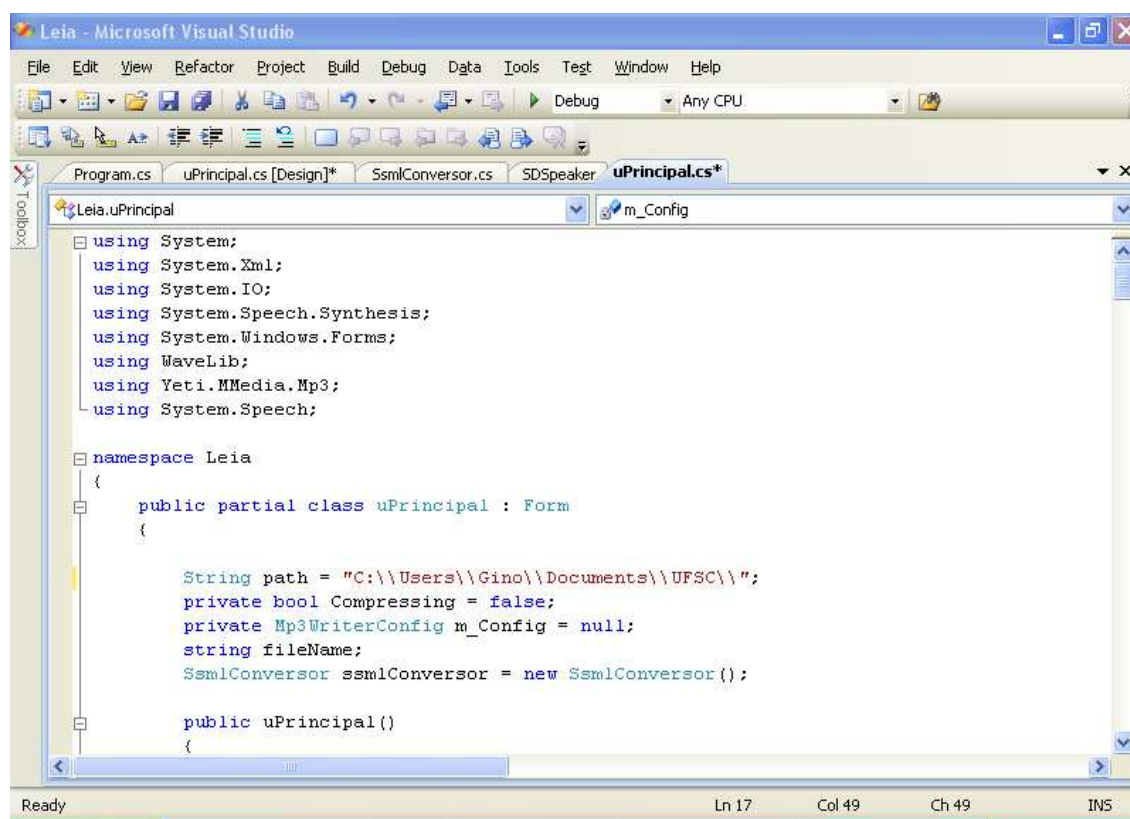 Leia - Microsoft Visual Studio
File Edit View Refactor Project Build Debug Data Tools Test Window Help
Debug Any CPU
Program.cs uPrincipal.cs [Design]* SsmlConversor.cs SDSpeaker uPrincipal.cs*
Toolbox
Leia.uPrincipal m_Config
using System;
using System.Xml;
using System.IO;
using System.Speech.Synthesis;
using System.Windows.Forms;
using WaveLib;
using Yeti.MMedia.Mp3;
using System.Speech;
namespace Leia
{
public partial class uPrincipal : Form
{
String path = "C:\\Users\\Gino\\Documents\\UFSC\\";
private bool Compressing = false;
private Mp3WriterConfig m_Config = null;
string fileName;
SsmlConversor ssmlConversor = new SsmlConversor();
public uPrincipal()
{
Ready Ln 17 Col 49 Ch 49 INS